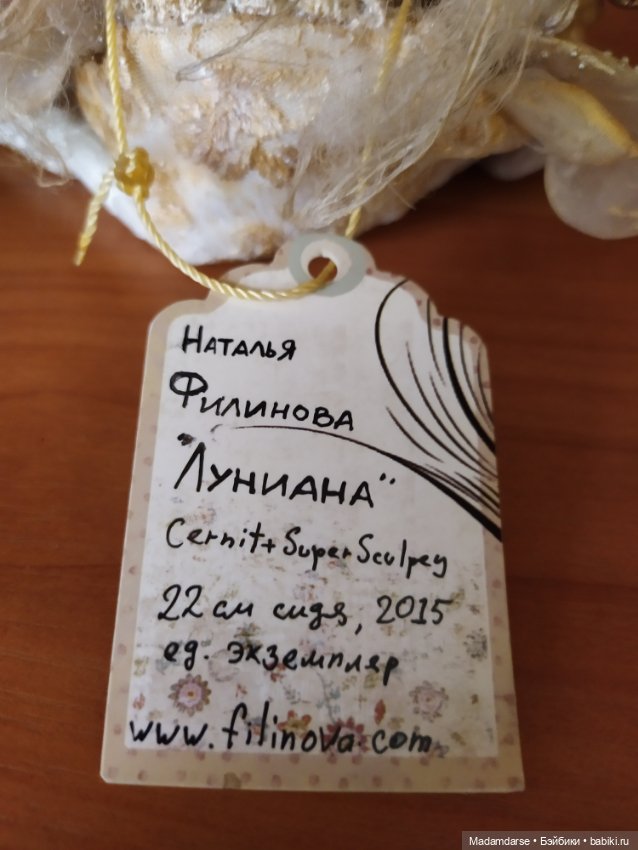 Наталья
Филинова
"Луниана"
Cernit+SuperSculpey
22 см сидя, 2015
ед. экземпляр
www.filinova.com
Madamdarse • Бэйбики • babiki.ru